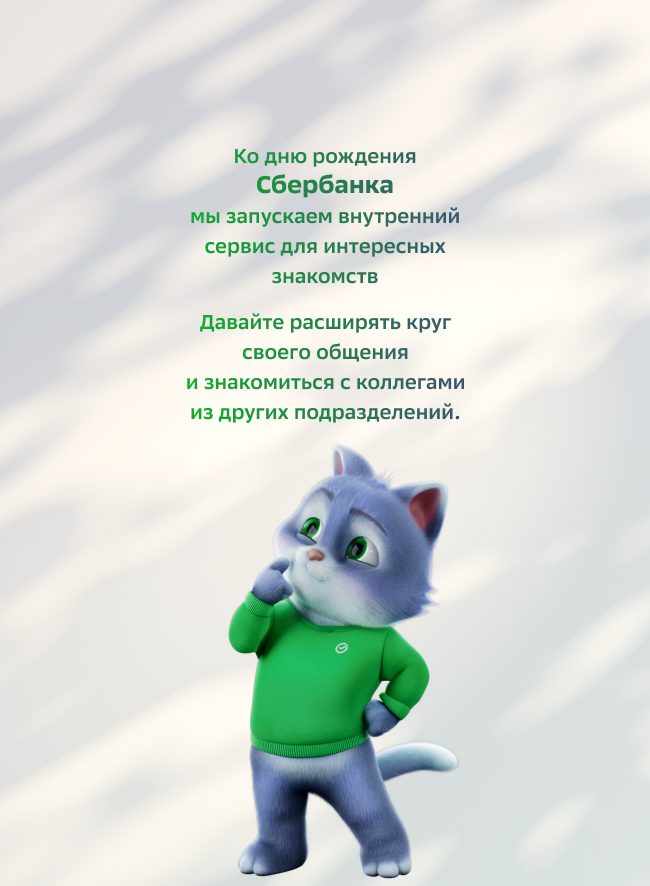 Ко дню рождения
Сбербанка
мы запускаем внутренний
сервис для интересных
знакомств
Давайте расширять круг
своего общения
и знакомиться с коллегами
из других подразделений.